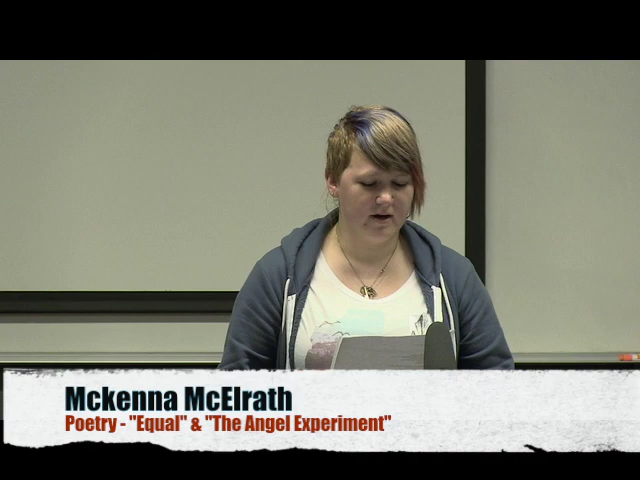 Mckenna McElrath
Poetry - "Equal" & "The Angel Experiment"